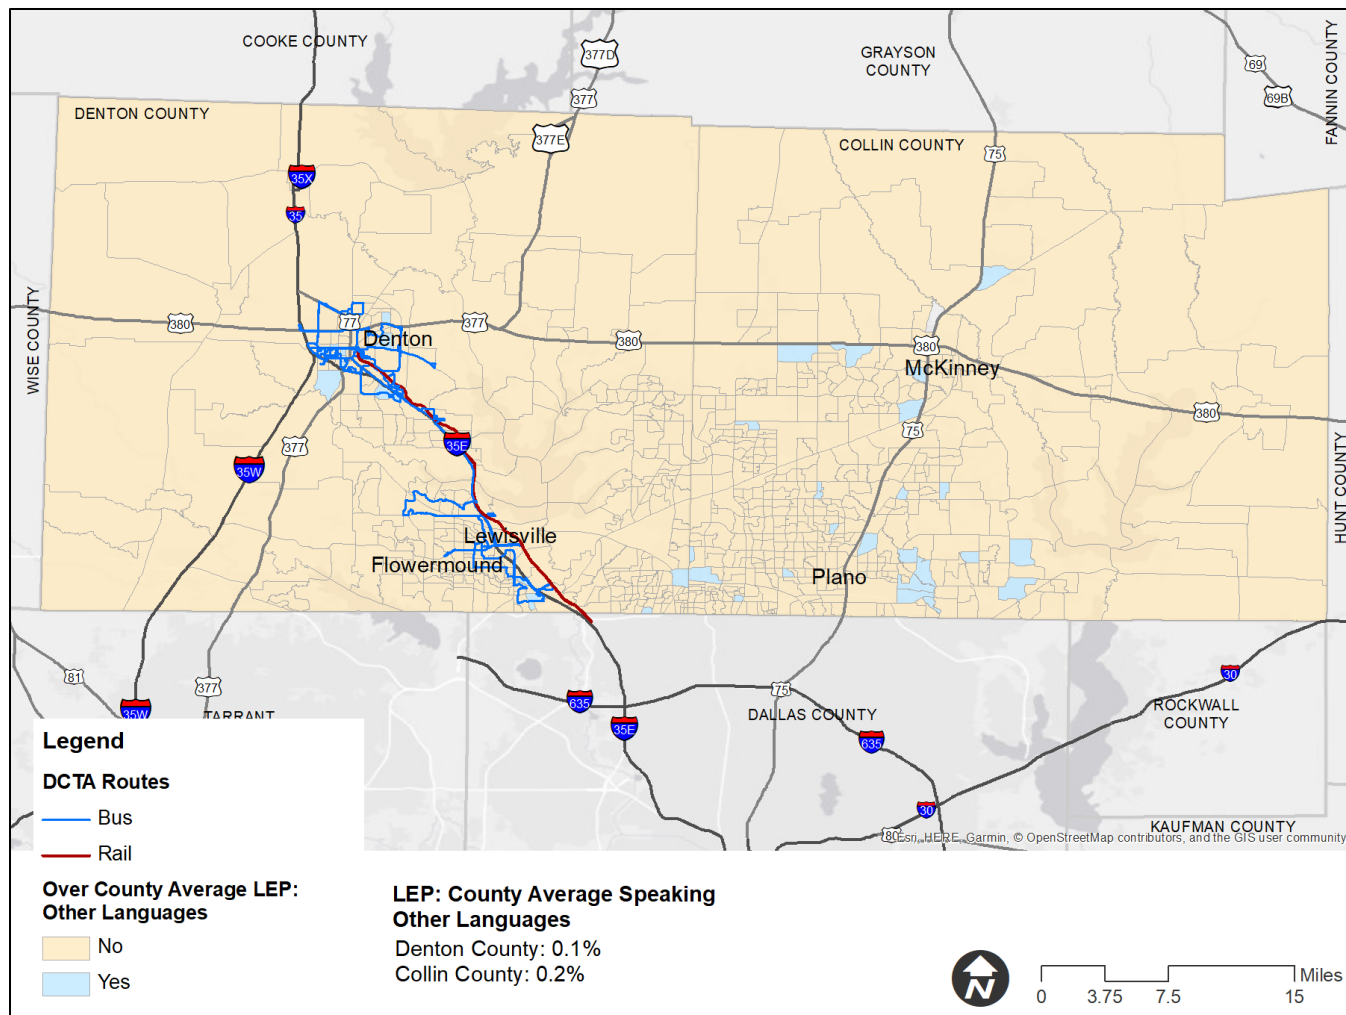 COOKE COUNTY
377D
GRAYSON
COUNTY
69
FANNIN COUNTY
377
69B
DENTON COUNTY
377E
COLLIN COUNTY
75
35X
35
WISE COUNTY
380
77
377
Denton
380
380
McKinney
380
377
35E
75
35W
HUNT COUNTY
Lewisville
Flowermound
Plano
81
377
35W
635
75
30
TARRANT
35E
DALLAS COUNTY
635
ROCKWALL
COUNTY
30
80
KAUFMAN COUNTY
Esri, HERE, Garmin, © OpenStreetMap contributors, and the GIS user community
Legend
DCTA Routes
Bus
Rail
Over County Average LEP:
Other Languages
No
Yes
LEP: County Average Speaking
Other Languages
Denton County: 0.1%
Collin County: 0.2%
N
Miles
0 3.75 7.5 15